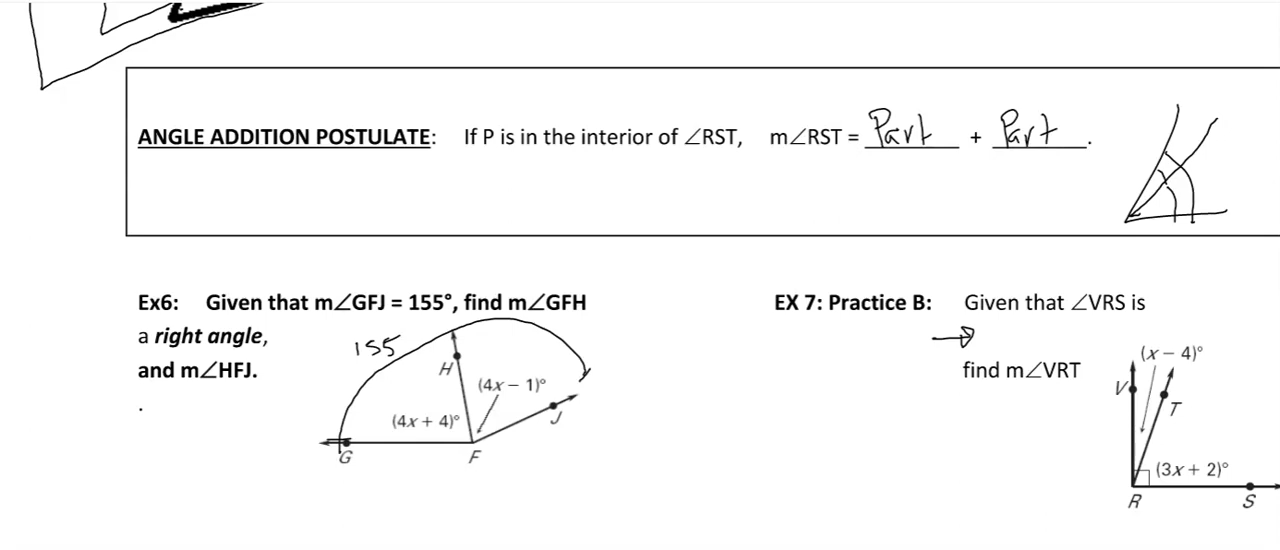 ANGLE ADDITION POSTULATE: If P is in the interior of ∠RST, m∠RST = Part + Part.
Ex6: Given that m∠GFJ = 155°, find m∠GFH
a right angle,
and m∠HFJ.
.
155
H
(4x − 1)°
(4x + 4)°
J
G
F
EX 7: Practice B: Given that ∠VRS is
find m∠VRT
(x − 4)°
V
T
(3x + 2)°
R
S